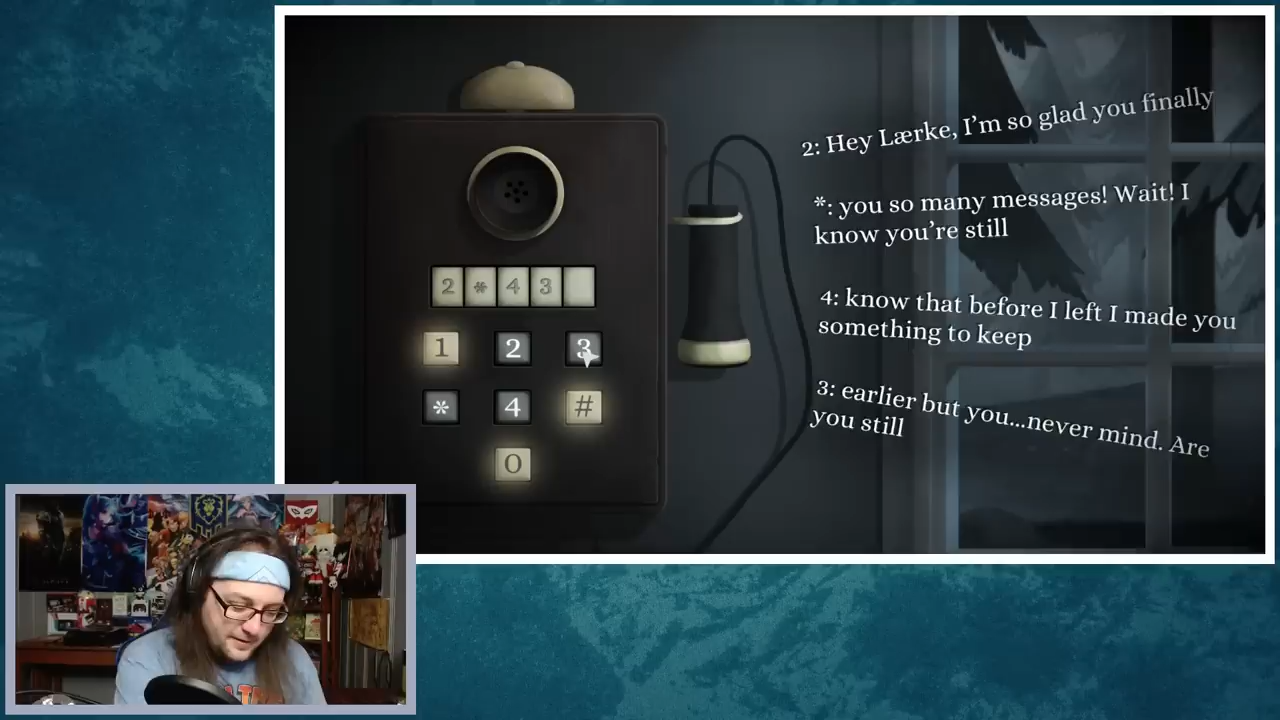 2: Hey Lærke, I'm so glad you finally
*: you so many messages! Wait! I
know you're still
4: know that before I left I made you
something to keep
3: earlier but you...never mind. Are
you still
2 * 4 3
1 2 3
* 4 #
0